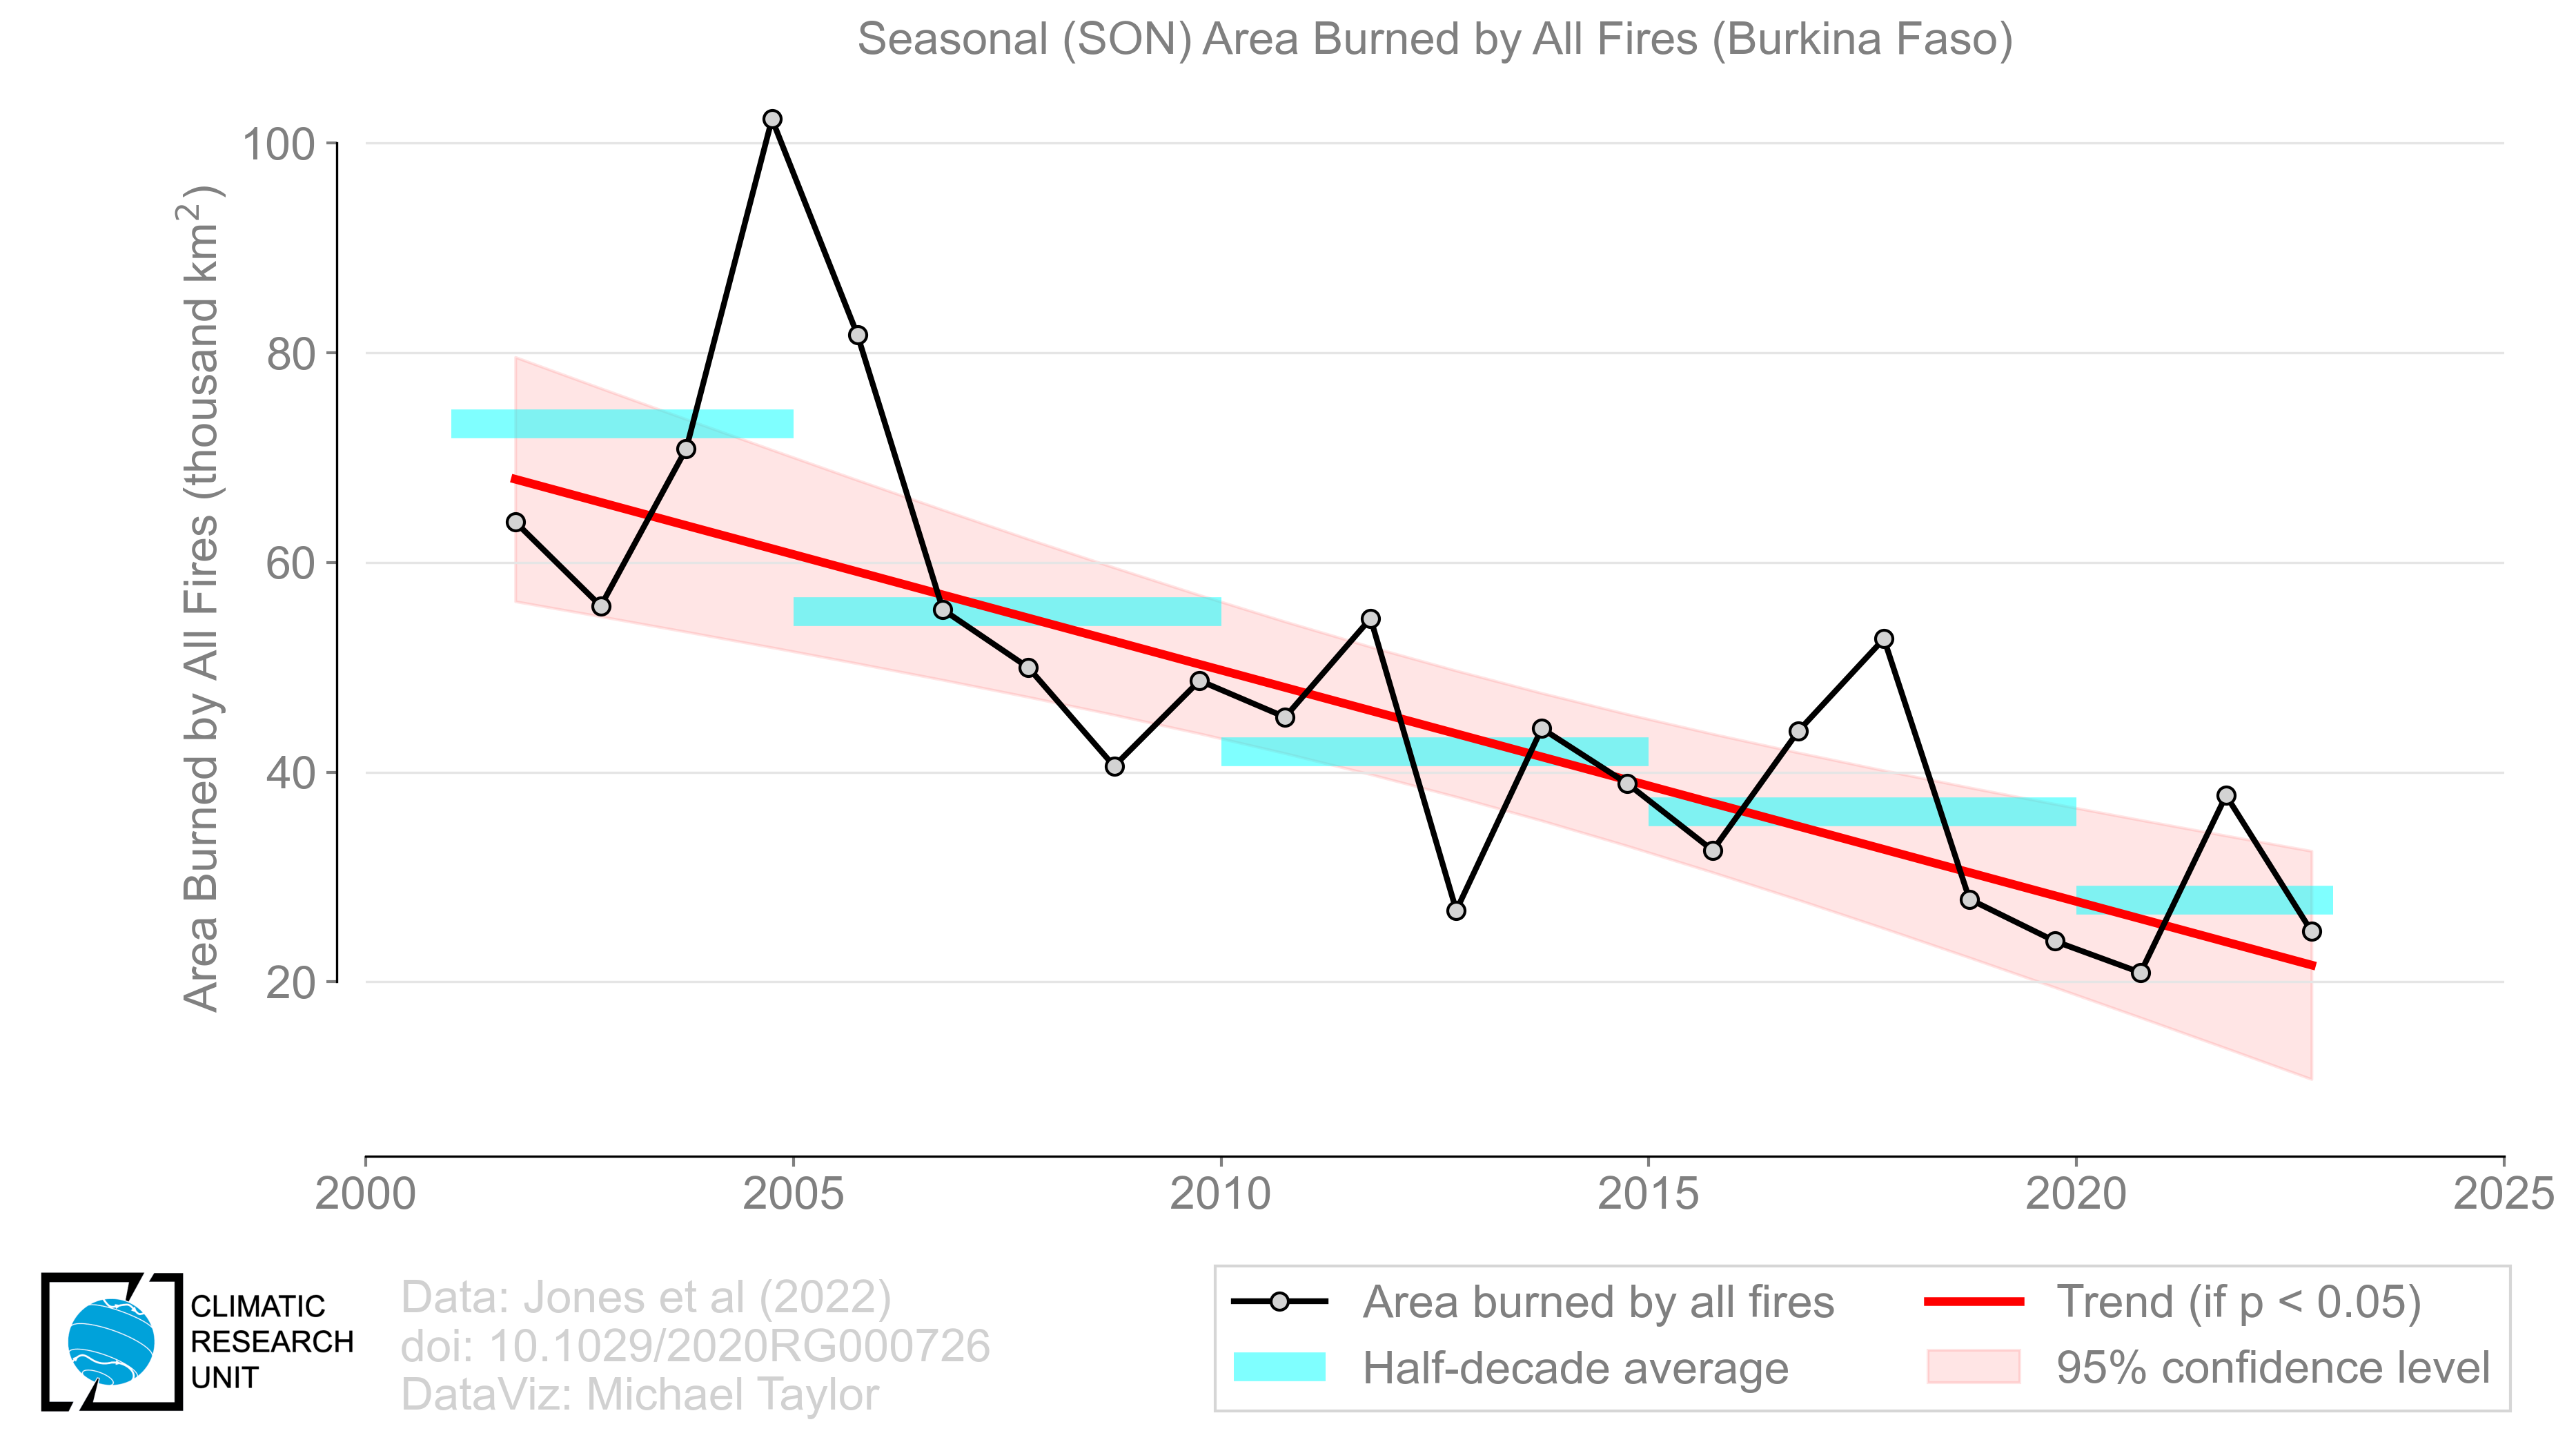 Seasonal (SON) Area Burned by All Fires (Burkina Faso)
Area Burned by All Fires (thousand km²)
100
80
60
40
20
2000
2005
2010
2015
2020
2025
CLIMATIC
RESEARCH
UNIT
Data: Jones et al (2022)
doi: 10.1029/2020RG000726
DataViz: Michael Taylor
Area burned by all fires
Half-decade average
Trend (if p < 0.05)
95% confidence level